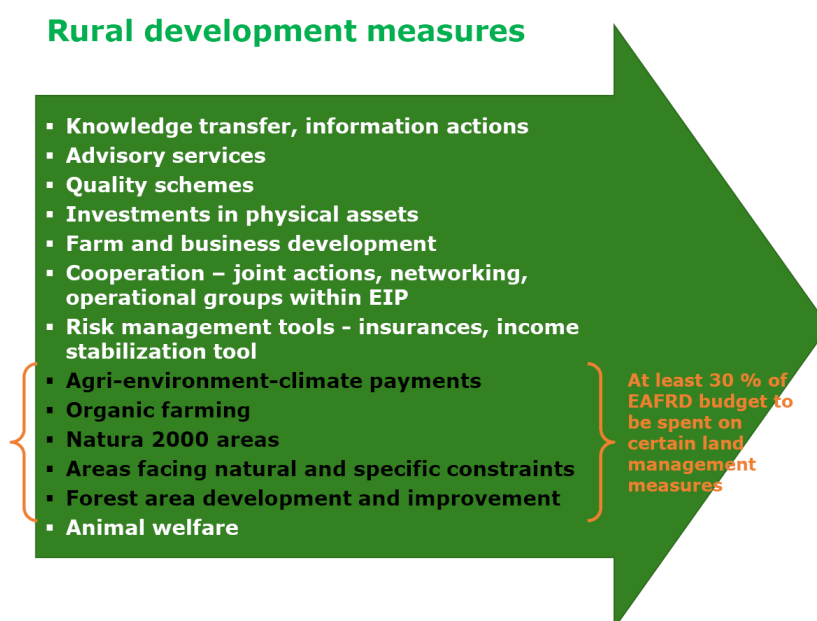 Rural development measures
▪ Knowledge transfer, information actions
▪ Advisory services
▪ Quality schemes
▪ Investments in physical assets
▪ Farm and business development
▪ Cooperation – joint actions, networking,
operational groups within EIP
▪ Risk management tools - insurances, income
stabilization tool
▪ Agri-environment-climate payments
▪ Organic farming
▪ Natura 2000 areas
▪ Areas facing natural and specific constraints
▪ Forest area development and improvement
▪ Animal welfare
At least 30 % of
EAFRD budget to
be spent on
certain land
management
measures